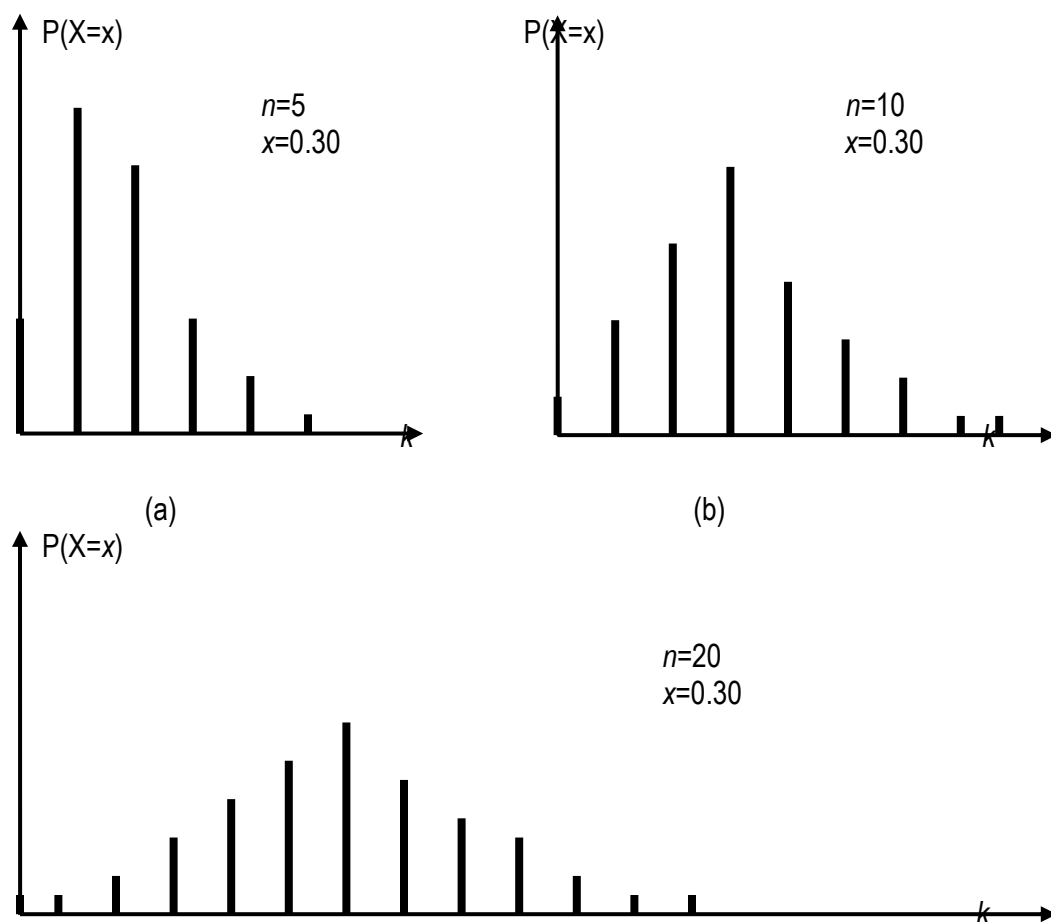 P(X=x)
n=5
x=0.30
k
(a)
P(X=x)
n=10
x=0.30
k
(b)
P(X=x)
n=20
x=0.30
k